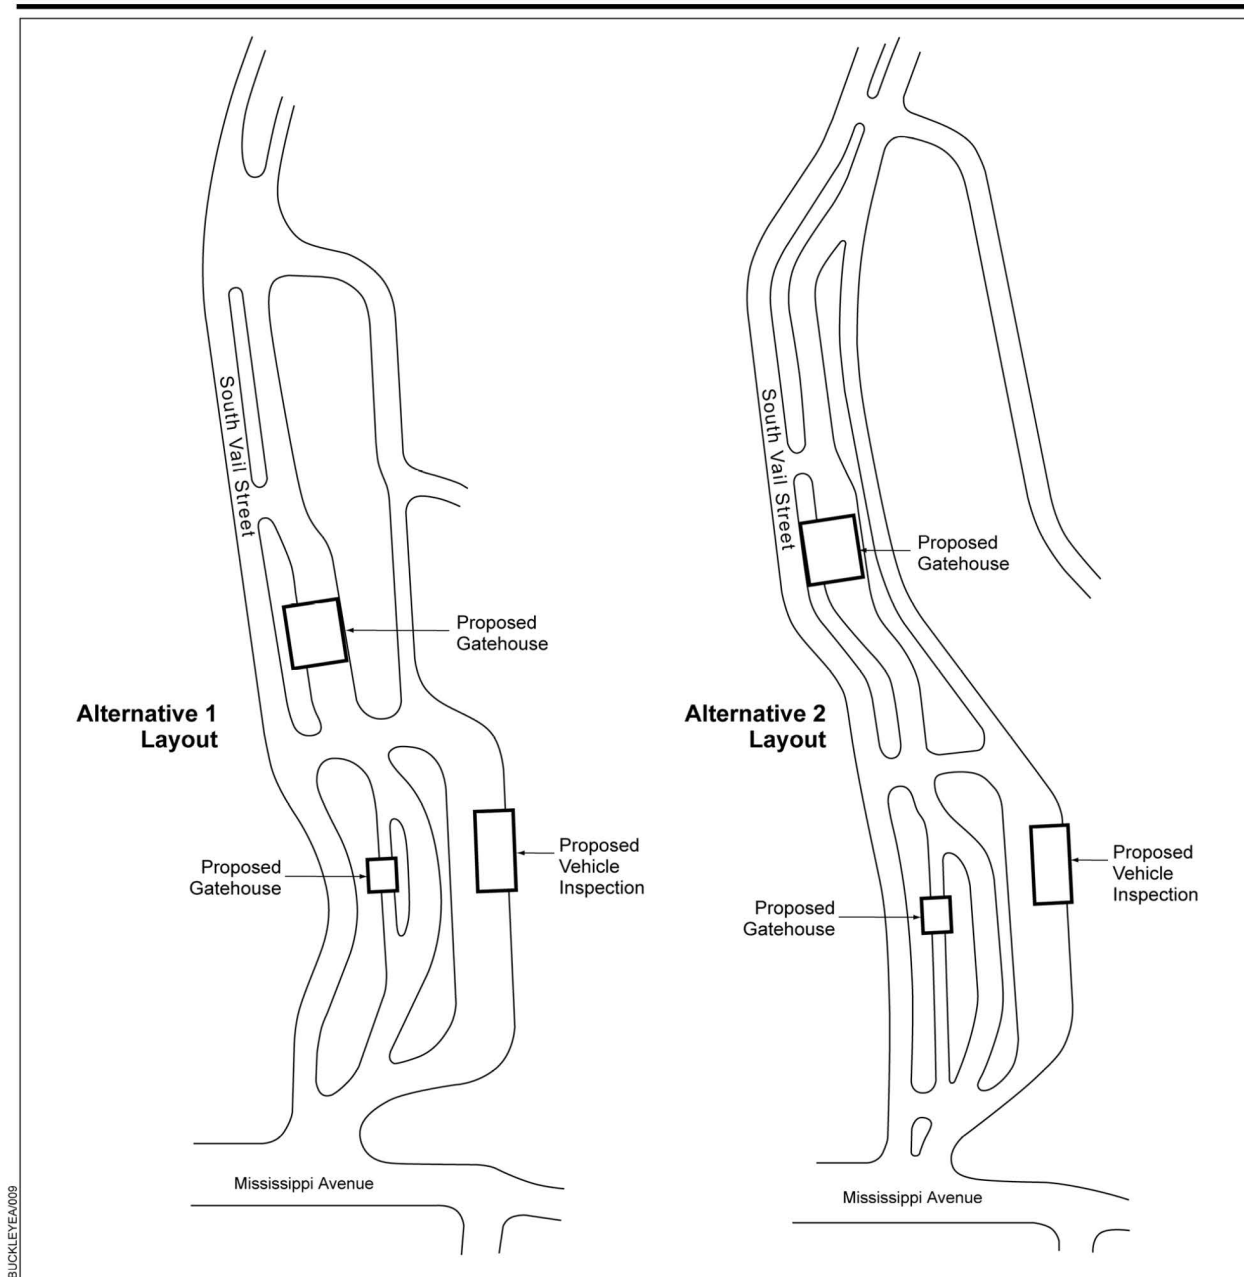 South Vail Street
Proposed
Gatehouse
Alternative 1
Layout
Proposed
Gatehouse
Proposed
Vehicle
Inspection
Mississippi Avenue
South Vail Street
Proposed
Gatehouse
Alternative 2
Layout
Proposed
Gatehouse
Proposed
Vehicle
Inspection
Mississippi Avenue
BUCKLEYEA/009